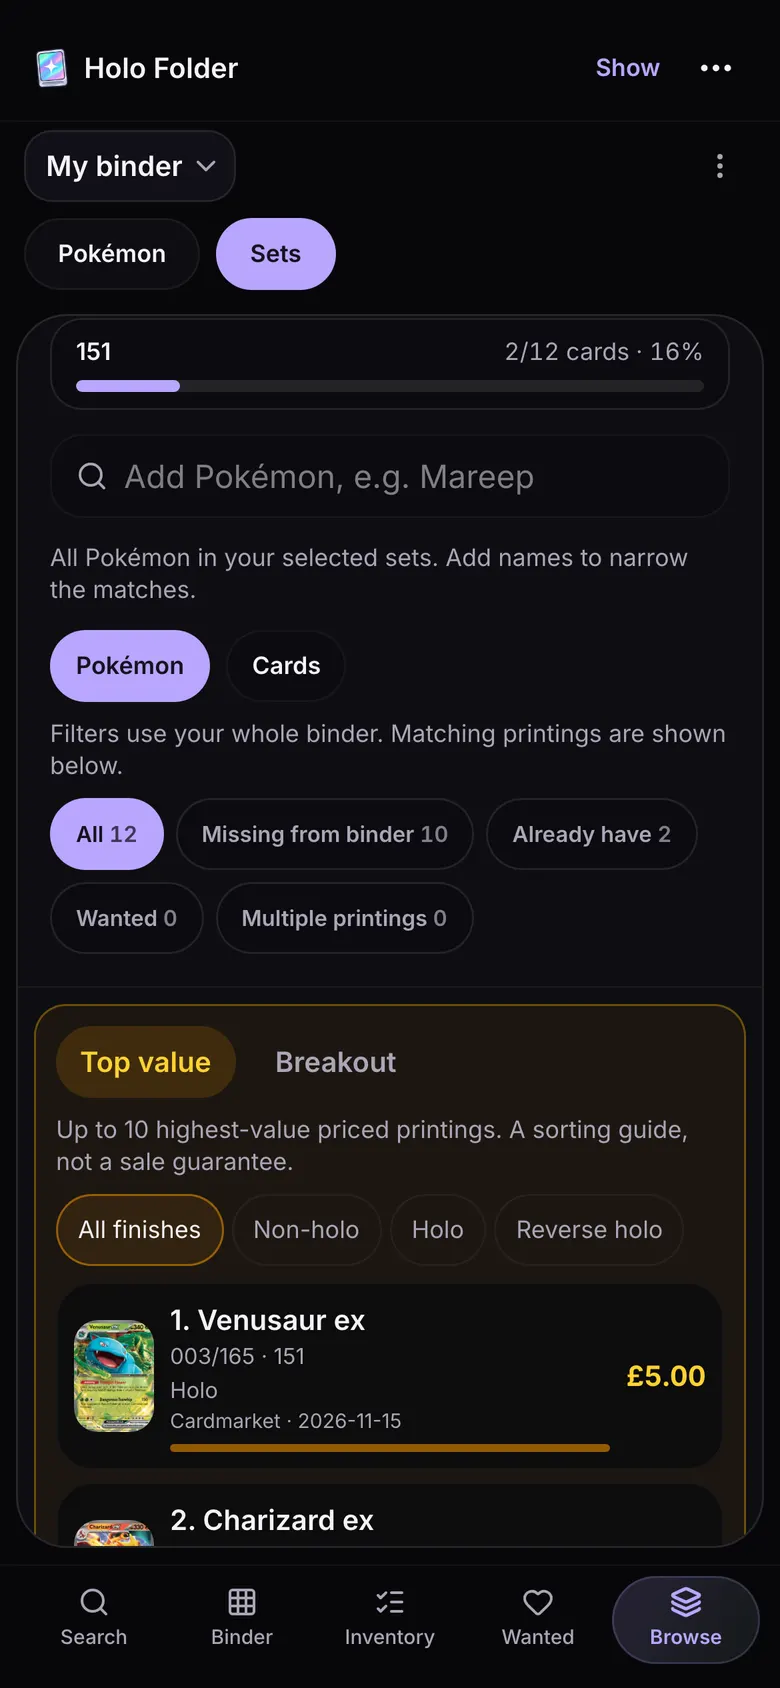 Holo Folder
Show
My binder
Pokémon
Sets
151
2/12 cards · 16%
Add Pokémon, e.g. Mareep
All Pokémon in your selected sets. Add names to narrow
the matches.
Pokémon
Cards
Filters use your whole binder. Matching printings are shown
below.
All 12
Missing from binder 10
Already have 2
Wanted 0
Multiple printings 0
Top value
Breakout
Up to 10 highest-value priced printings. A sorting guide,
not a sale guarantee.
All finishes
Non-holo
Holo
Reverse holo
1. Venusaur ex
003/165 · 151
Holo
Cardmarket · 2026-11-15
£5.00
2. Charizard ex
Search
Binder
Inventory
Wanted
Browse